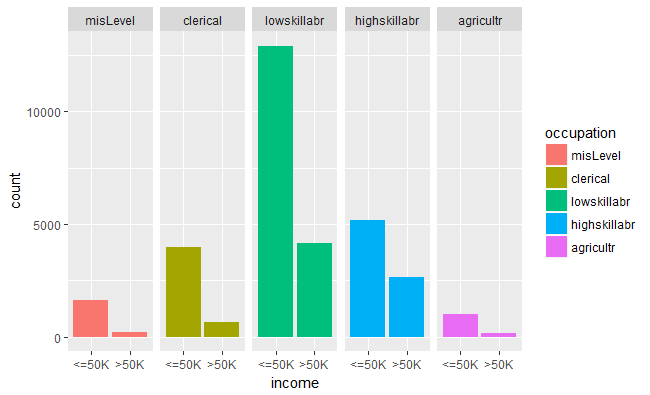 misLevel clerical lowskillabr highskillabr agricultr
10000
5000
0
count
<=50K >50K <=50K >50K <=50K >50K <=50K >50K <=50K >50K
income
occupation
misLevel
clerical
lowskillabr
highskillabr
agricultr